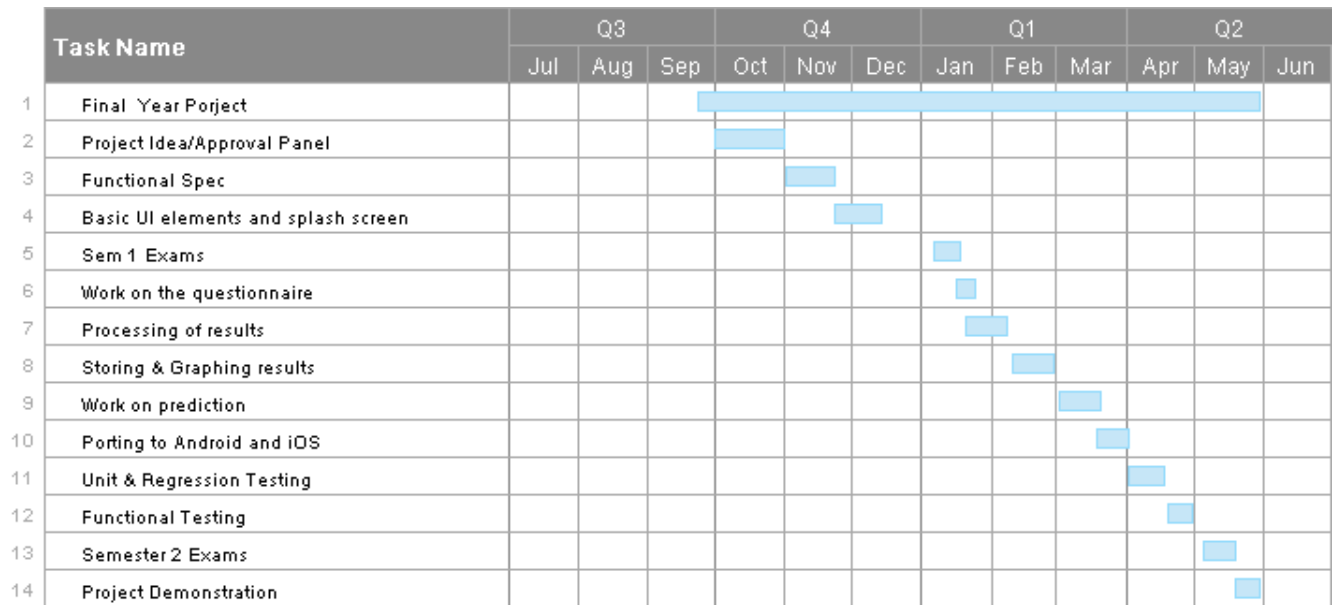 Task Name
Q3 Q4 Q1 Q2
Jul Aug Sep Oct Nov Dec Jan Feb Mar Apr May Jun
1 Final Year Porject
2 Project Idea/Approval Panel
3 Functional Spec
4 Basic UI elements and splash screen
5 Sem 1 Exams
6 Work on the questionnaire
7 Processing of results
8 Storing & Graphing results
9 Work on prediction
10 Porting to Android and iOS
11 Unit & Regression Testing
12 Functional Testing
13 Semester 2 Exams
14 Project Demonstration